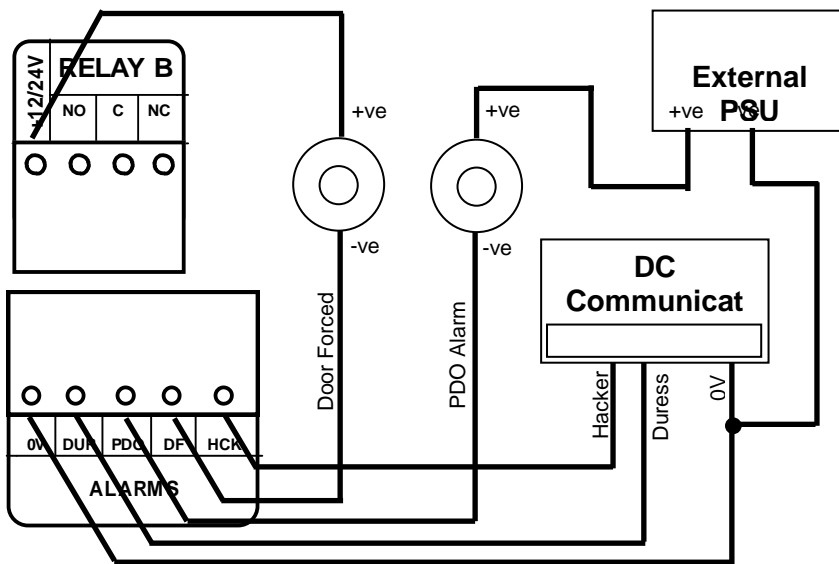 +12/24V
RELAY B
NO C NC
+ve
-ve
Door Forced
+ve
-ve
PDO Alarm
External
PSU
+ve -ve
DC
Communicat
Hacker
Duress
0V
0V DUR PDO DF HCK
ALARMS